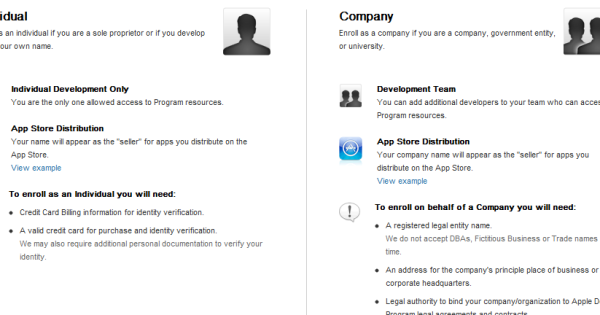 idual
s an individual if you are a sole proprietor or if you develop
your own name.
Individual Development Only
You are the only one allowed access to Program resources.
App Store Distribution
Your name will appear as the "seller" for apps you distribute on the
App Store.
View example
To enroll as an Individual you will need:
Credit Card Billing information for identity verification.
A valid credit card for purchase and identity verification.
We may also require additional personal documentation to verify your
identity.
Company
Enroll as a company if you are a company, government entity,
or university.
Development Team
You can add additional developers to your team who can access
Program resources.
App Store Distribution
Your company name will appear as the "seller" for apps you
distribute on the App Store.
View example
To enroll on behalf of a Company you will need:
A registered legal entity name.
We do not accept DBAs, Fictitious Business or Trade names
time.
An address for the company's principle place of business or
corporate headquarters.
Legal authority to bind your company/organization to Apple D
Program legal agreements and contracts.